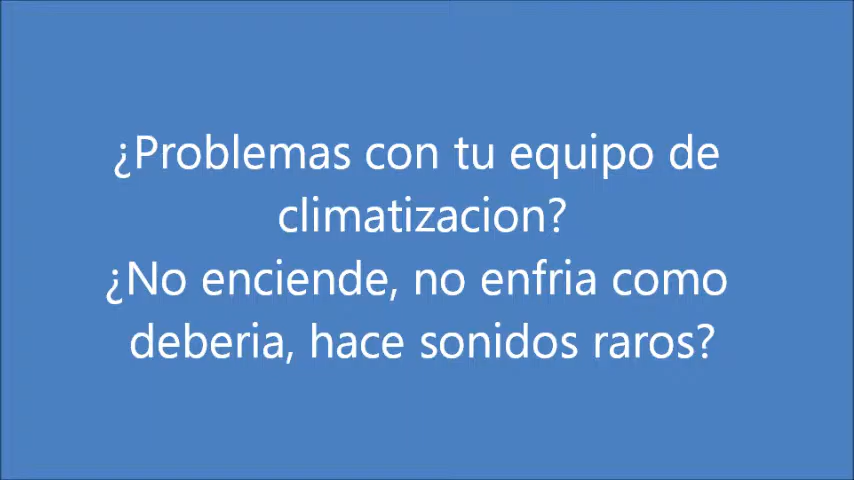 ¿Problemas con tu equipo de
climatizacion?
¿No enciende, no enfria como
deberia, hace sonidos raros?